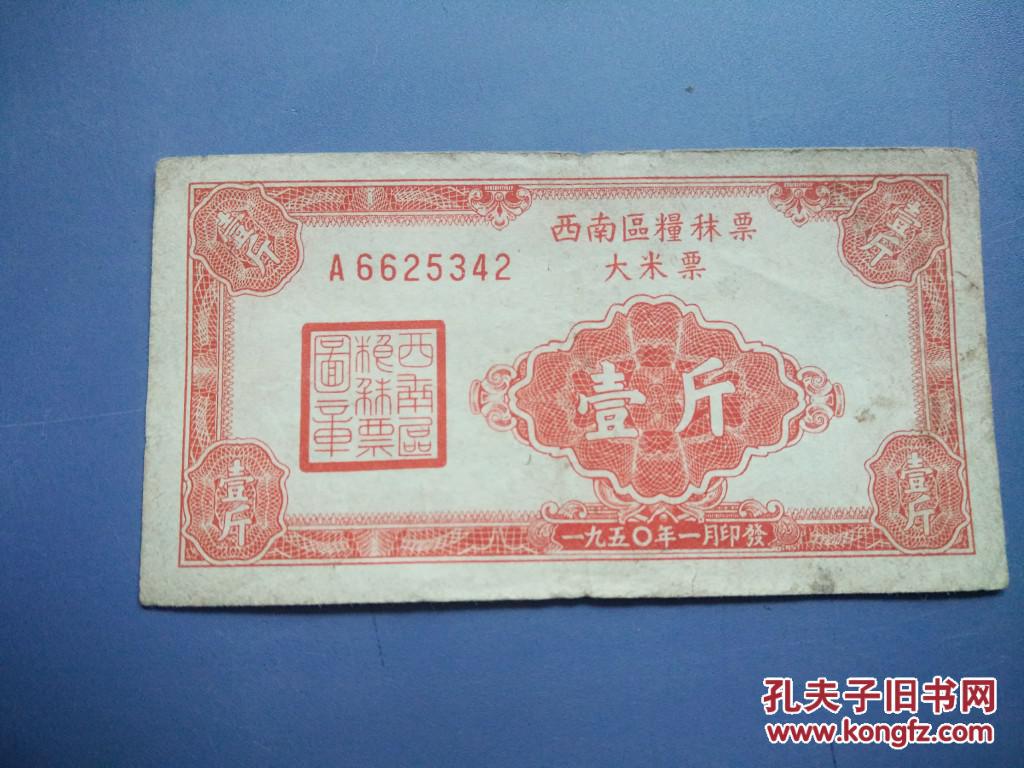 西南區糧秣票
大米票
A6625342
西南區
粮秣票
圖章
壹斤
壹斤
壹斤
壹斤
壹斤
一九五〇年一月印發
孔夫子旧书网
www.kongfz.com